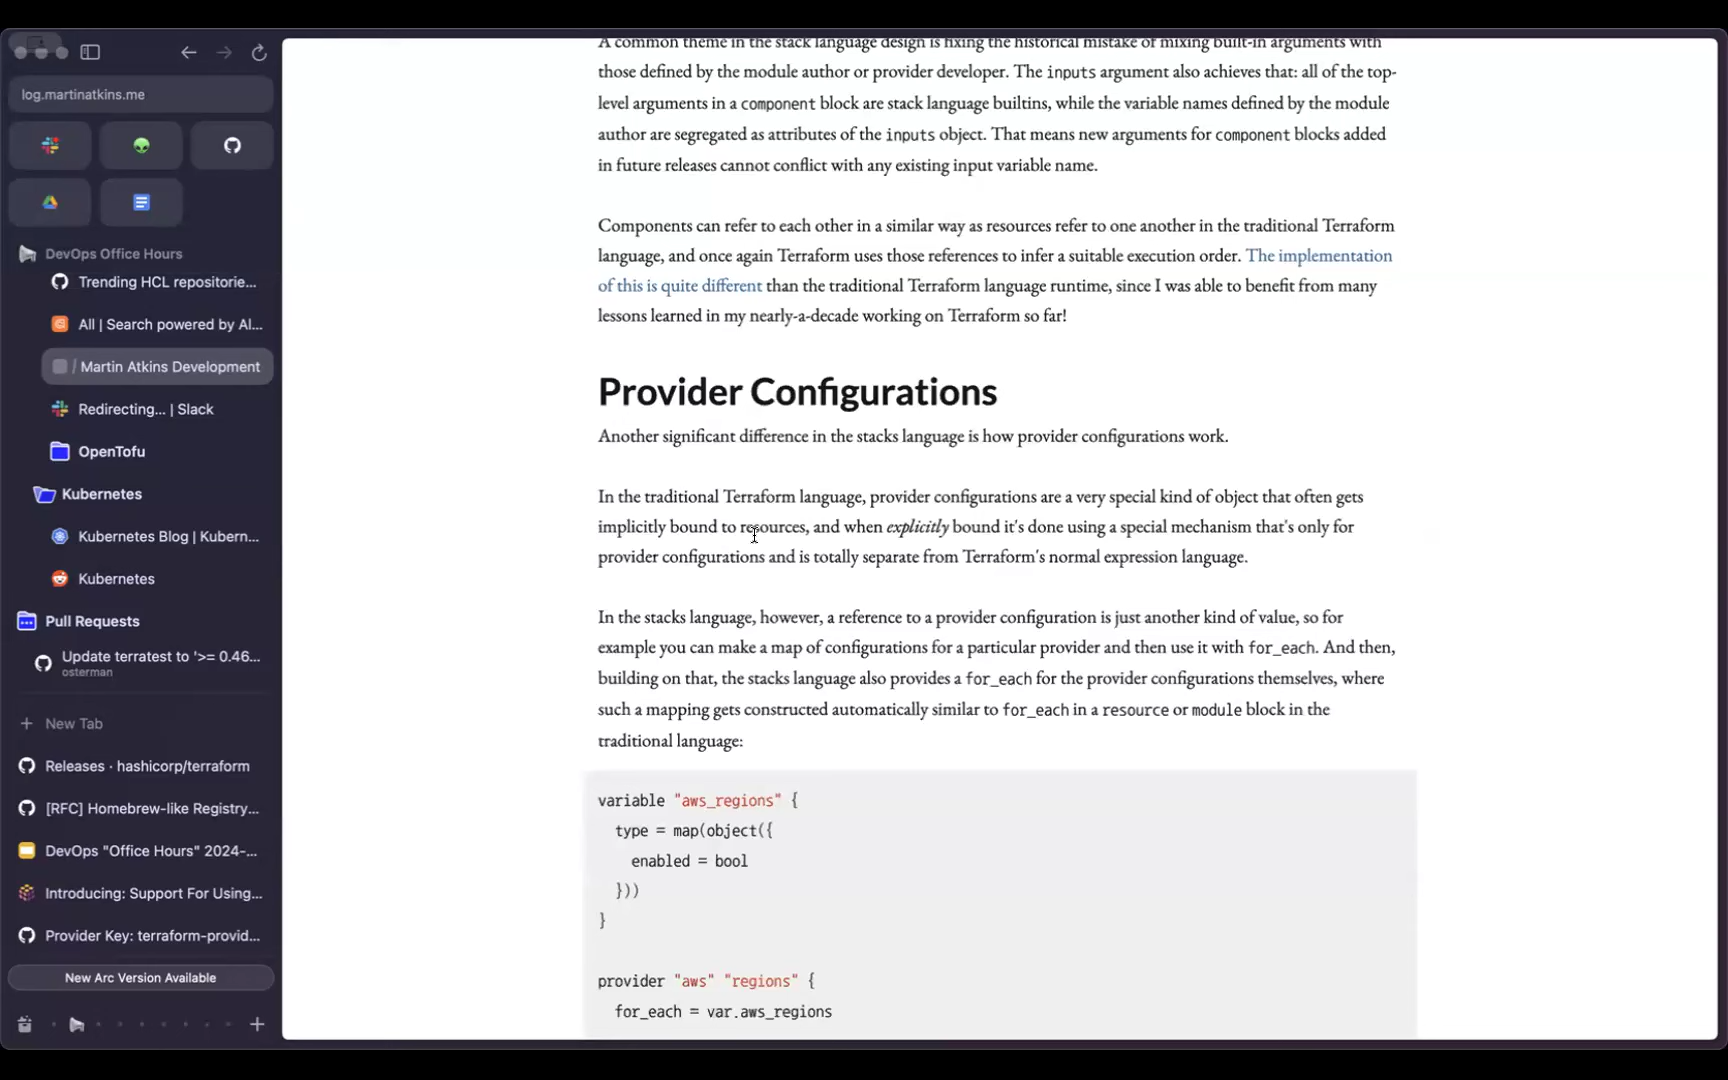 log.martinatkins.me
DevOps Office Hours
Trending HCL repositorie...
All | Search powered by Al...
/ Martin Atkins Development
Redirecting... | Slack
OpenTofu
Kubernetes
Kubernetes Blog | Kubern...
Kubernetes
Pull Requests
Update terratest to '>= 0.46...
osterman
New Tab
Releases · hashicorp/terraform
[RFC] Homebrew-like Registry...
DevOps "Office Hours" 2024-...
Introducing: Support For Using...
Provider Key: terraform-provid...
New Arc Version Available
A common theme in the stack language design is fixing the historical mistake of mixing built-in arguments with
those defined by the module author or provider developer. The inputs argument also achieves that: all of the top-
level arguments in a component block are stack language builtins, while the variable names defined by the module
author are segregated as attributes of the inputs object. That means new arguments for component blocks added
in future releases cannot conflict with any existing input variable name.
Components can refer to each other in a similar way as resources refer to one another in the traditional Terraform
language, and once again Terraform uses those references to infer a suitable execution order. The implementation
of this is quite different than the traditional Terraform language runtime, since I was able to benefit from many
lessons learned in my nearly-a-decade working on Terraform so far!
Provider Configurations
Another significant difference in the stacks language is how provider configurations work.
In the traditional Terraform language, provider configurations are a very special kind of object that often gets
implicitly bound to resources, and when explicitly bound it's done using a special mechanism that's only for
provider configurations and is totally separate from Terraform's normal expression language.
In the stacks language, however, a reference to a provider configuration is just another kind of value, so for
example you can make a map of configurations for a particular provider and then use it with for_each. And then,
building on that, the stacks language also provides a for_each for the provider configurations themselves, where
such a mapping gets constructed automatically similar to for_each in a resource or module block in the
traditional language:
variable "aws_regions" {
type = map(object({
enabled = bool
}))
}
provider "aws" "regions" {
for_each = var.aws_regions